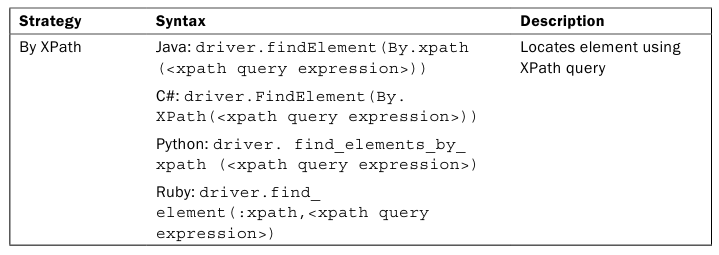 Strategy Syntax Description
By XPath Java: driver.findElement(By.xpath Locates element using
(<xpath query expression>)) XPath query
C#: driver.FindElement(By.
XPath(<xpath query expression>))
Python: driver. find_elements_by_
xpath (<xpath query expression>)
Ruby: driver.find_
element(:xpath,<xpath query
expression>)